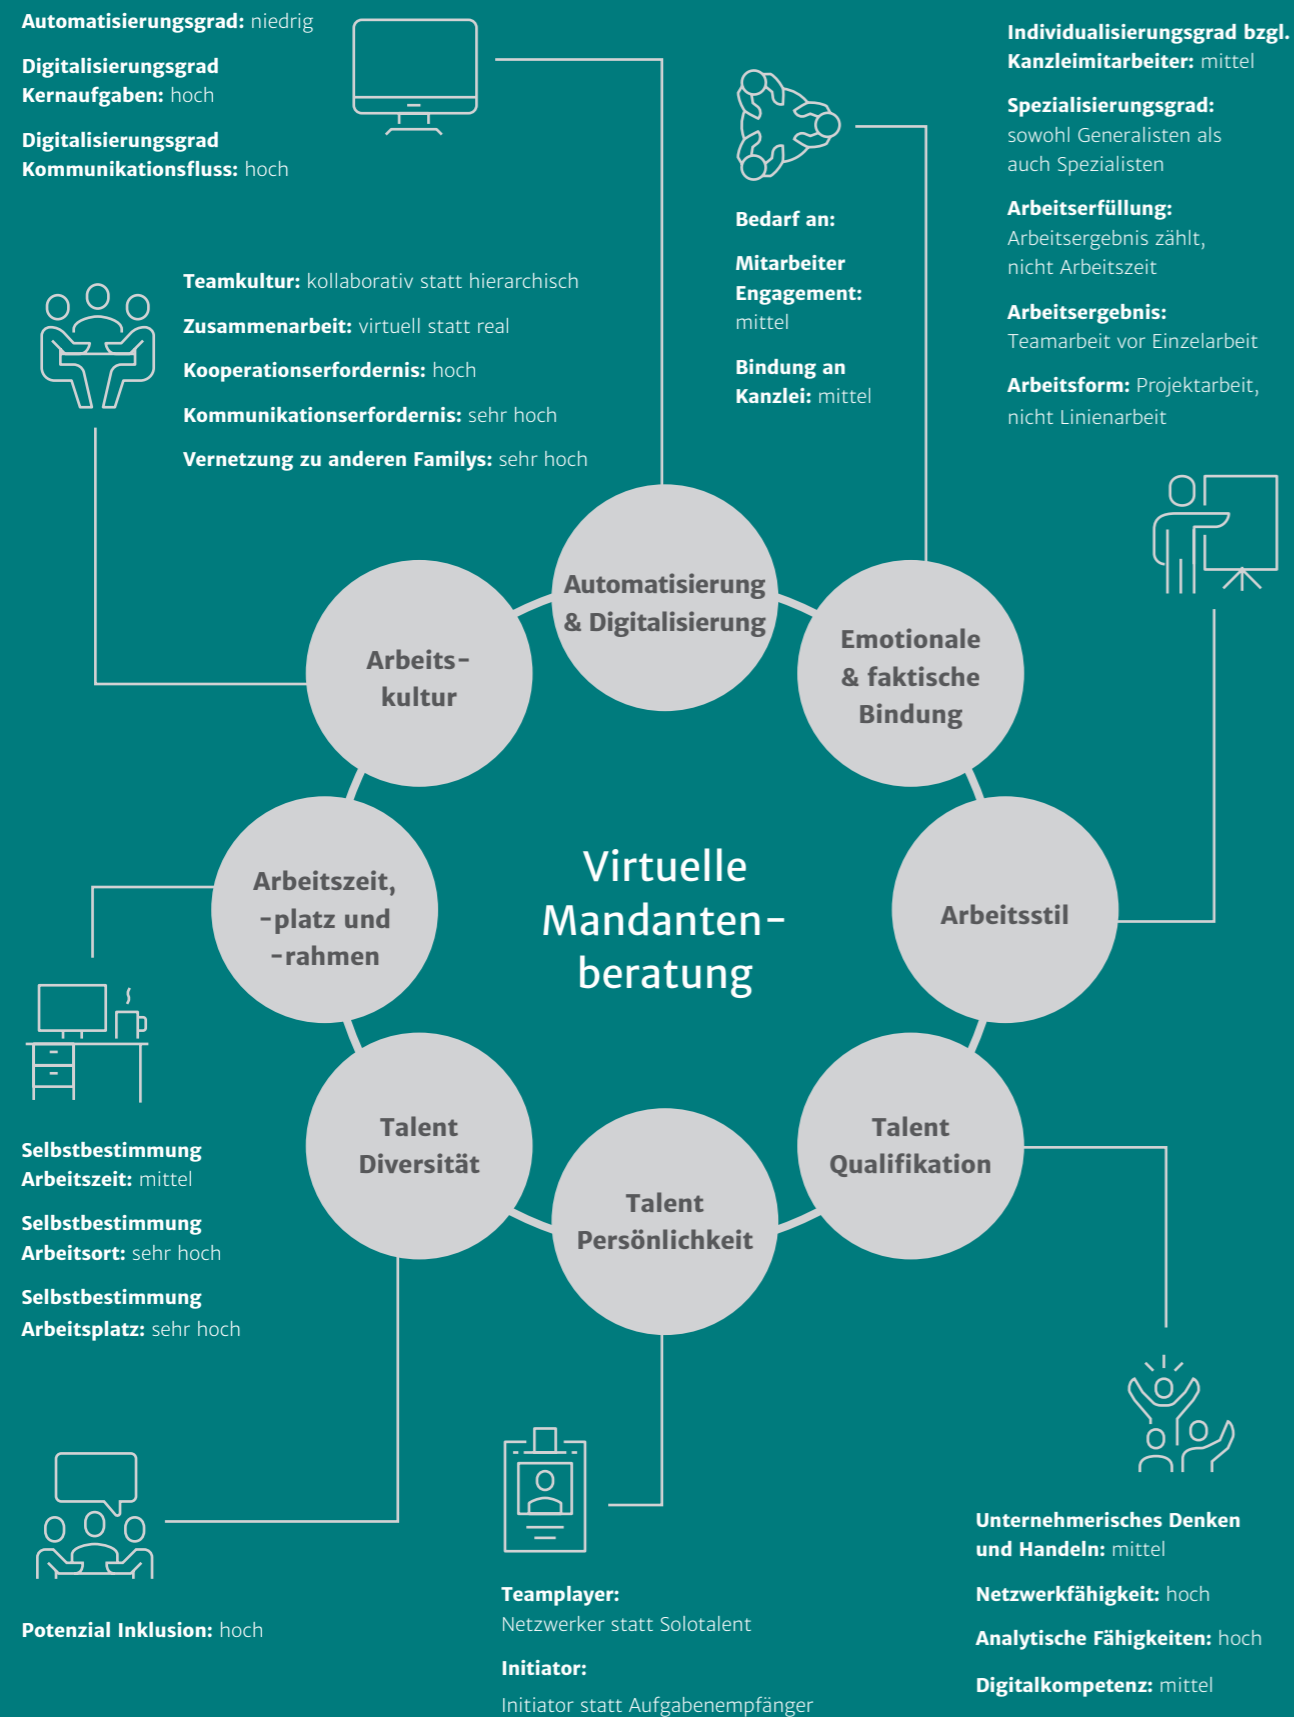 Automatisierungsgrad: niedrig
Digitalisierungsgrad
Kernaufgaben: hoch
Digitalisierungsgrad
Kommunikationsfluss: hoch
Bedarf an:
Mitarbeiter
Engagement:
mittel
Bindung an
Kanzlei: mittel
Individualisierungsgrad bzgl.
Kanzleimitarbeiter: mittel
Spezialisierungsgrad:
sowohl Generalisten als
auch Spezialisten
Arbeitserfüllung:
Arbeitsergebnis zählt,
nicht Arbeitszeit
Arbeitsergebnis:
Teamarbeit vor Einzelarbeit
Arbeitsform: Projektarbeit,
nicht Linienarbeit
Teamkultur: kollaborativ statt hierarchisch
Zusammenarbeit: virtuell statt real
Kooperationserfordernis: hoch
Kommunikationserfordernis: sehr hoch
Vernetzung zu anderen Familys: sehr hoch
Automatisierung
& Digitalisierung
Emotionale
& faktische
Bindung
Arbeits-
kultur
Arbeitszeit,
-platz und
-rahmen
Virtuelle
Mandanten-
beratung
Arbeitsstil
Talent
Diversität
Talent
Persönlichkeit
Talent
Qualifikation
Selbstbestimmung
Arbeitszeit: mittel
Selbstbestimmung
Arbeitsort: sehr hoch
Selbstbestimmung
Arbeitsplatz: sehr hoch
Potenzial Inklusion: hoch
Teamplayer:
Netzwerker statt Solotalent
Initiator:
Initiator statt Aufgabenempfänger
Unternehmerisches Denken
und Handeln: mittel
Netzwerkfähigkeit: hoch
Analytische Fähigkeiten: hoch
Digitalkompetenz: mittel